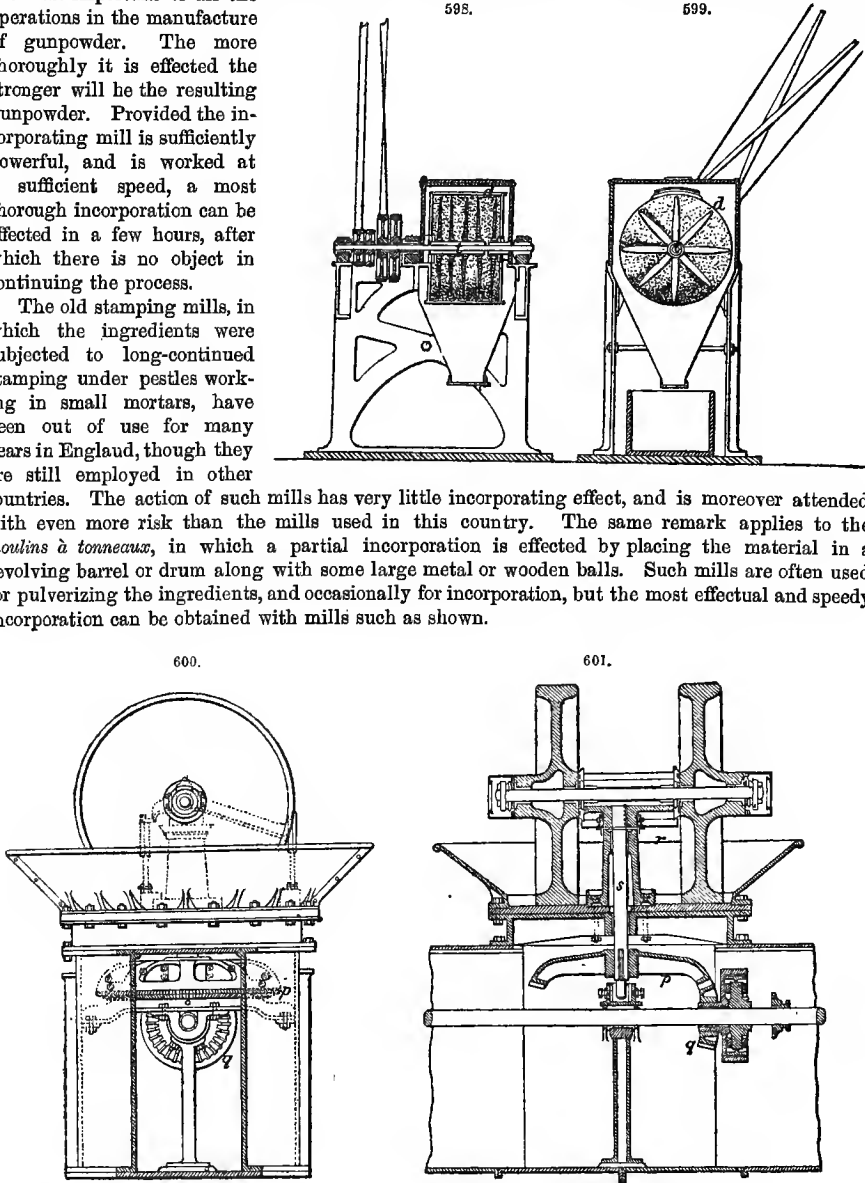 598.
599.
perations in the manufacture
f gunpowder. The more
horoughly it is effected the
tronger will he the resulting
unpowder. Provided the in-
orporating mill is sufficiently
owerful, and is worked at
sufficient speed, a most
horough incorporation can be
ffected in a few hours, after
hich there is no object in
ontinuing the process.
The old stamping mills, in
hich the ingredients were
ubjected to long-continued
tamping under pestles work-
ng in small mortars, have
een out of use for many
ears in Englaud, though they
re still employed in other
d
t
d
ountries. The action of such mills has very little incorporating effect, and is moreover attended
ith even more risk than the mills used in this country. The same remark applies to the
oulins à tonneaux, in which a partial incorporation is effected by placing the material in a
evolving barrel or drum along with some large metal or wooden balls. Such mills are often used
or pulverizing the ingredients, and occasionally for incorporation, but the most effectual and speedy
ncorporation can be obtained with mills such as shown.
600.
601.
r
s
p
p
q
q